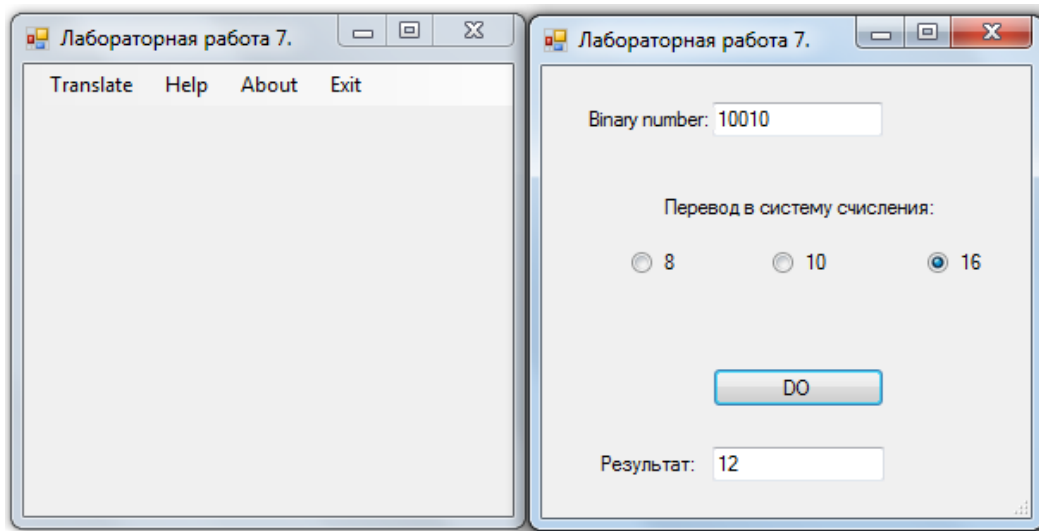 Лабораторная работа 7.
Translate Help About Exit
Лабораторная работа 7.
Binary number: 10010
Перевод в систему счисления:
8 10 16
DO
Результат: 12